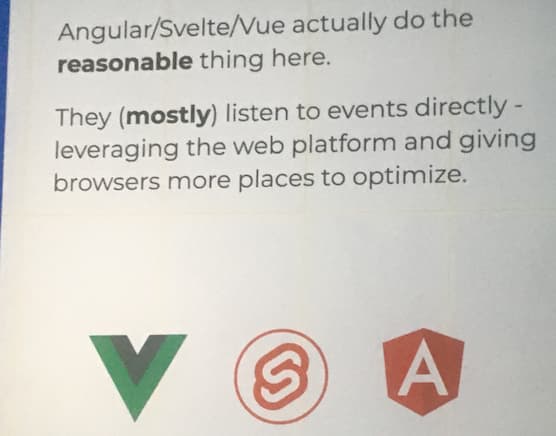 Angular/Svelte/Vue actually do the
reasonable thing here.
They (mostly) listen to events directly -
leveraging the web platform and giving
browsers more places to optimize.